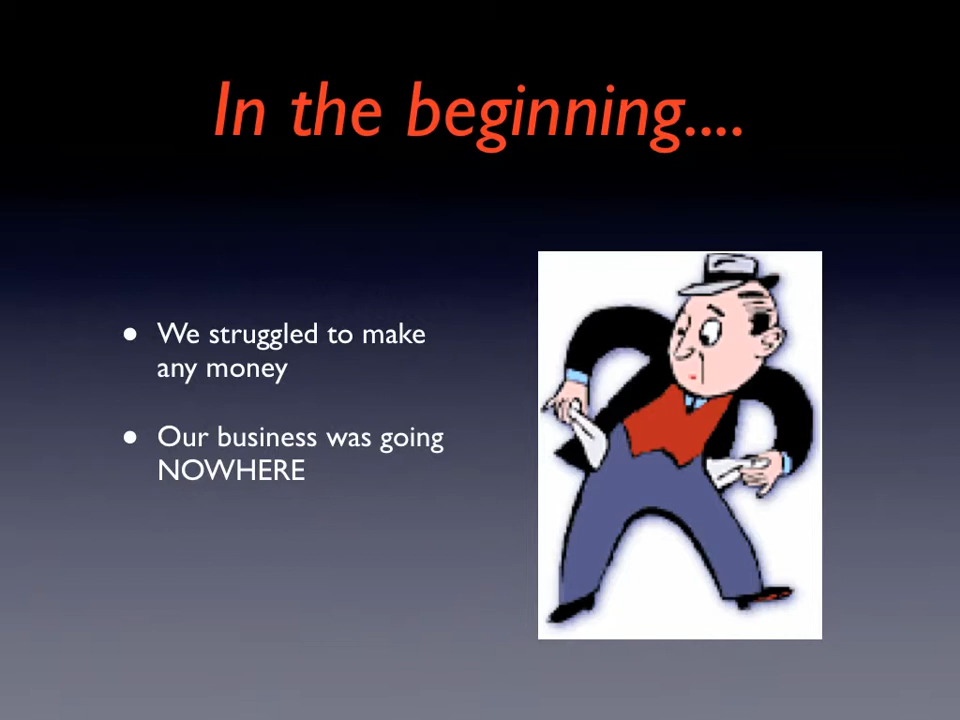 In the beginning....
• We struggled to make
any money
• Our business was going
NOWHERE